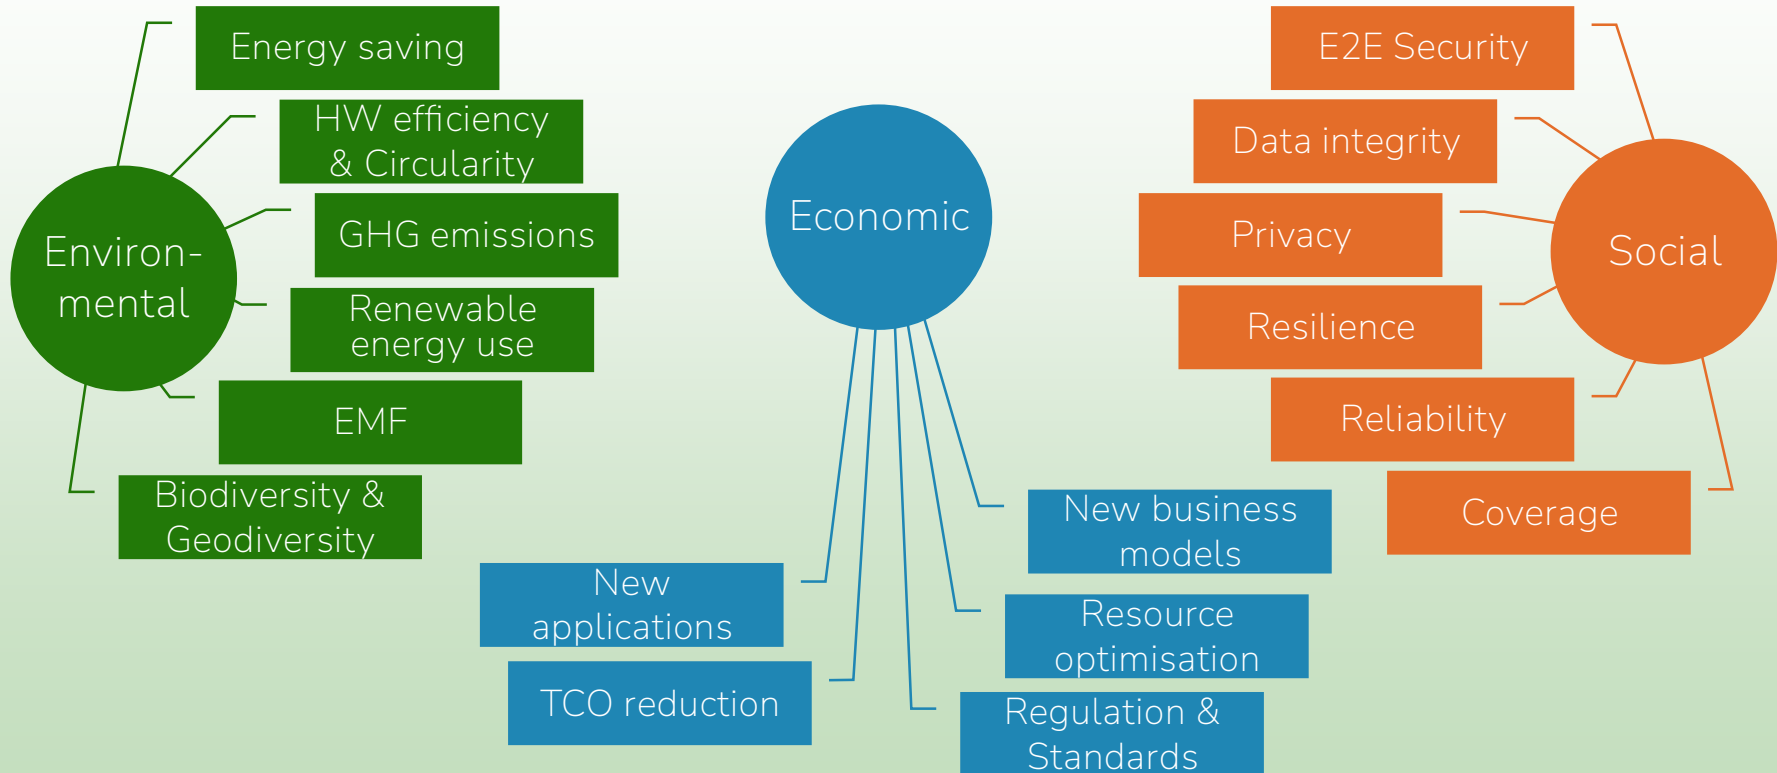 Environ-
mental
Energy saving
HW efficiency
& Circularity
GHG emissions
Renewable
energy use
EMF
Biodiversity &
Geodiversity
Economic
New
applications
TCO reduction
New business
models
Resource
optimisation
Regulation &
Standards
Social
E2E Security
Data integrity
Privacy
Resilience
Reliability
Coverage